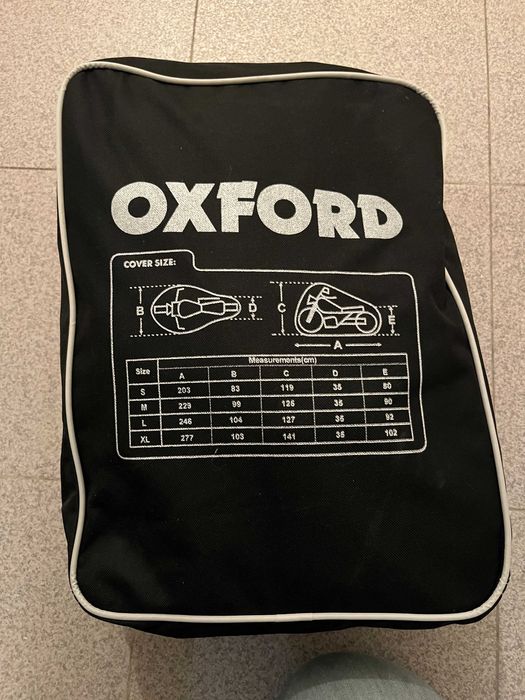 OXFORD
COVER SIZE:
B D C E
A
Size Measurements(cm)
A B C D E
S 203 83 119 35 80
M 229 99 125 35 90
L 246 104 127 35 92
XL 277 103 141 35 102